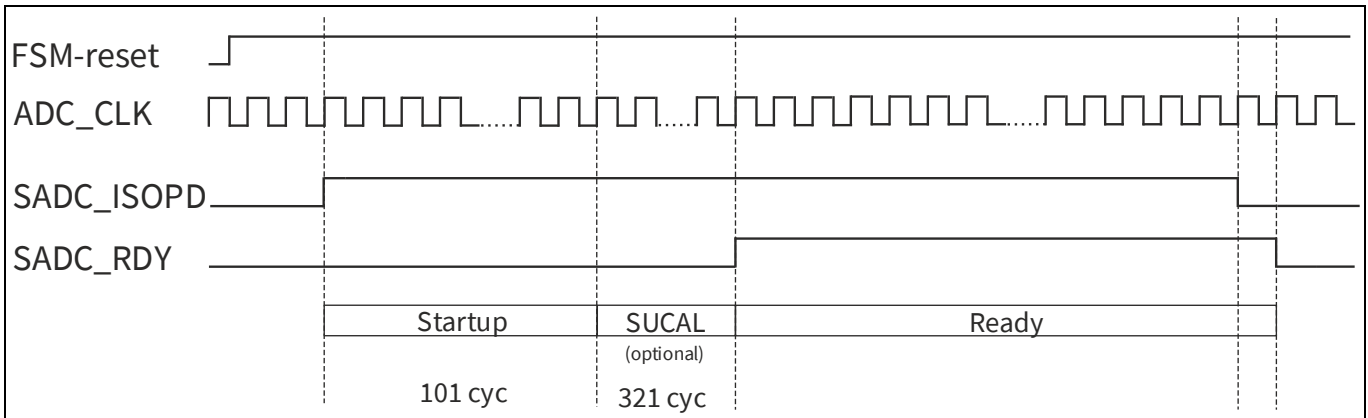 FSM-reset
ADC_CLK
SADC_ISOPD
SADC_RDY
Startup SUCAL Ready
(optional)
101 cyc 321 cyc